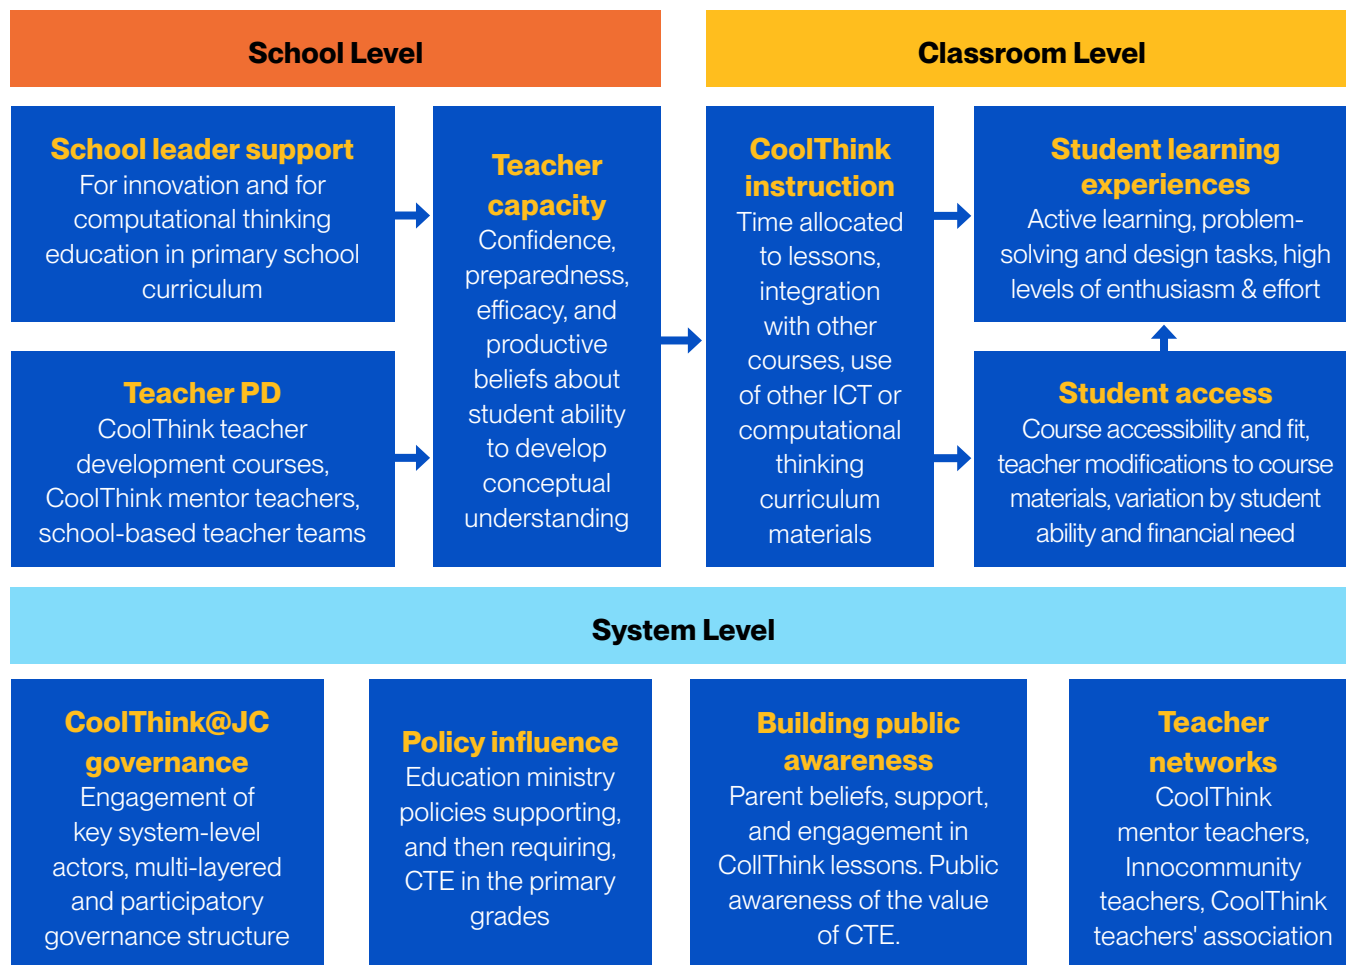 School Level
Classroom Level
School leader support
For innovation and for
computational thinking
education in primary school
curriculum
Teacher PD
CoolThink teacher
development courses,
CoolThink mentor teachers,
school-based teacher teams
Teacher
capacity
Confidence,
preparedness,
efficacy, and
productive
beliefs about
student ability
to develop
conceptual
understanding
CoolThink
instruction
Time allocated
to lessons,
integration
with other
courses, use
of other ICT or
computational
thinking
curriculum
materials
Student learning
experiences
Active learning, problem-
solving and design tasks, high
levels of enthusiasm & effort
Student access
Course accessibility and fit,
teacher modifications to course
materials, variation by student
ability and financial need
System Level
CoolThink@JC
governance
Engagement of
key system-level
actors, multi-layered
and participatory
governance structure
Policy influence
Education ministry
policies supporting,
and then requiring,
CTE in the primary
grades
Building public
awareness
Parent beliefs, support,
and engagement in
CollThink lessons. Public
awareness of the value
of CTE.
Teacher
networks
CoolThink
mentor teachers,
Innocommunity
teachers, CoolThink
teachers' association